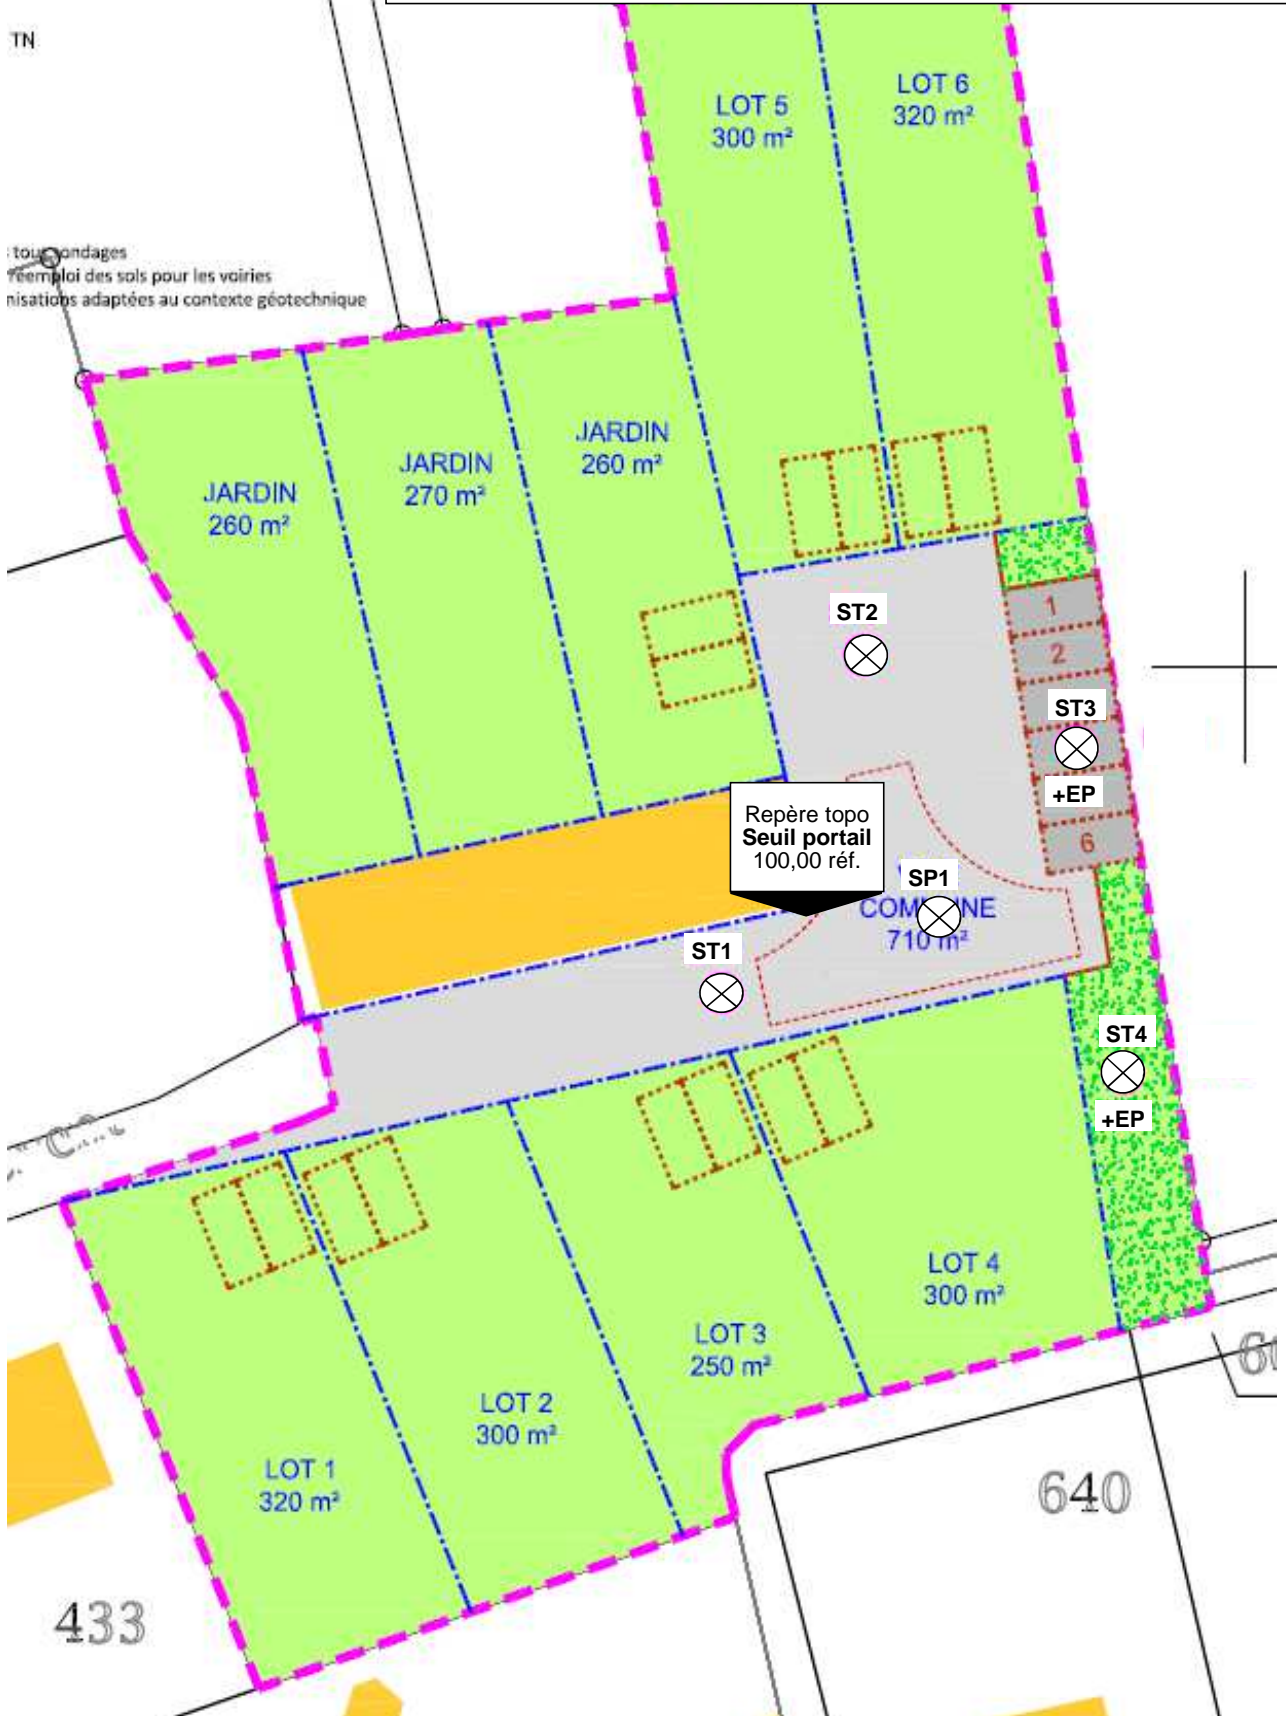 TN
LOT 5
300 m²
LOT 6
320 m²
tous sondages
réemploi des sols pour les voiries
nisations adaptées au contexte géotechnique
JARDIN
260 m²
JARDIN
270 m²
JARDIN
260 m²
1
2
ST2
ST3
+EP
6
Repère topo
Seuil portail
100,00 réf.
SP1
710 m²
ST1
ST4
+EP
LOT 4
300 m²
LOT 3
250 m²
LOT 2
300 m²
LOT 1
320 m²
640
433